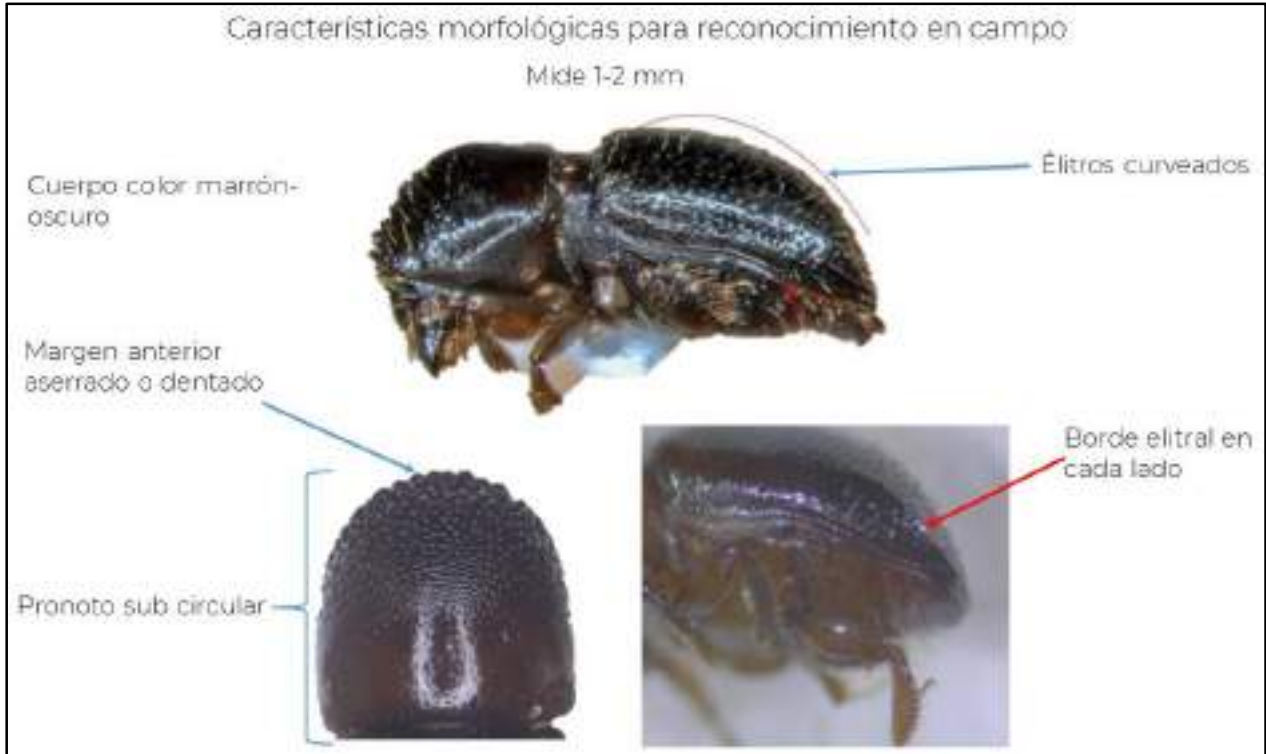 Características morfológicas para reconocimiento en campo
Mide 1-2 mm
Élitros curveados
Cuerpo color marrón-
oscuro
Margen anterior
aserrado o dentado
Borde elitral en
cada lado
Pronoto sub circular